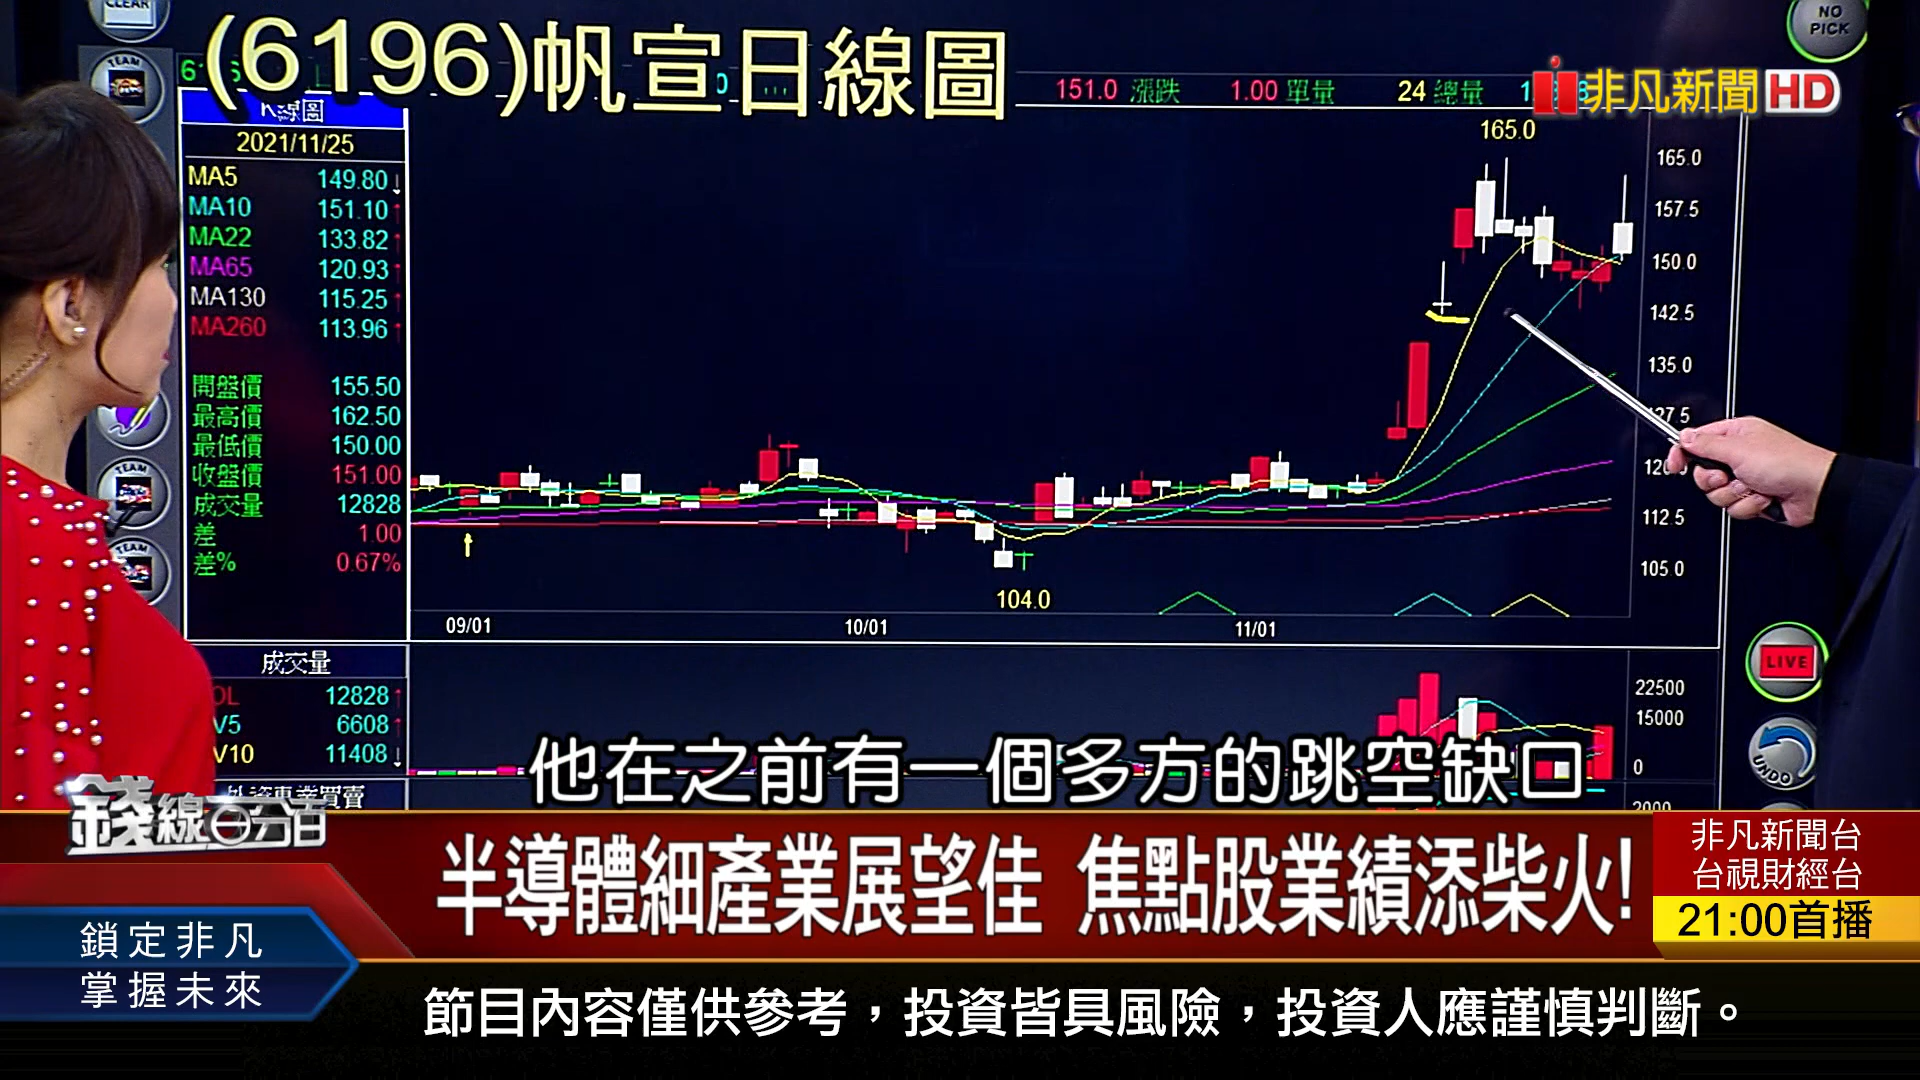 CLEAR
TEAM
(6196)帆宣日線圖
151.0 漲跌 1.00 單量 24 總量
非凡新聞HD
NO PICK
K線圖
2021/11/25
MA5 149.80↓
MA10 151.10↑
MA22 133.82↑
MA65 120.93↑
MA130 115.25↑
MA260 113.96↑
開盤價 155.50
最高價 162.50
最低價 150.00
收盤價 151.00
成交量 12828
差 1.00
差% 0.67%
TEAM
TEAM
165.0
104.0
165.0
157.5
150.0
142.5
135.0
127.5
112.5
105.0
09/01 10/01 11/01
成交量
12828↑
6608↑
V10 11408↓
22500
15000
0
2000
LIVE
UNDO
他在之前有一個多方的跳空缺口
錢線百分百
半導體細產業展望佳 焦點股業績添柴火!
非凡新聞台
台視財經台
21:00首播
鎖定非凡
掌握未來
節目內容僅供參考，投資皆具風險，投資人應謹慎判斷。